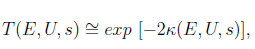 T(E, U, s) ≅ exp [−2κ(E, U, s)],